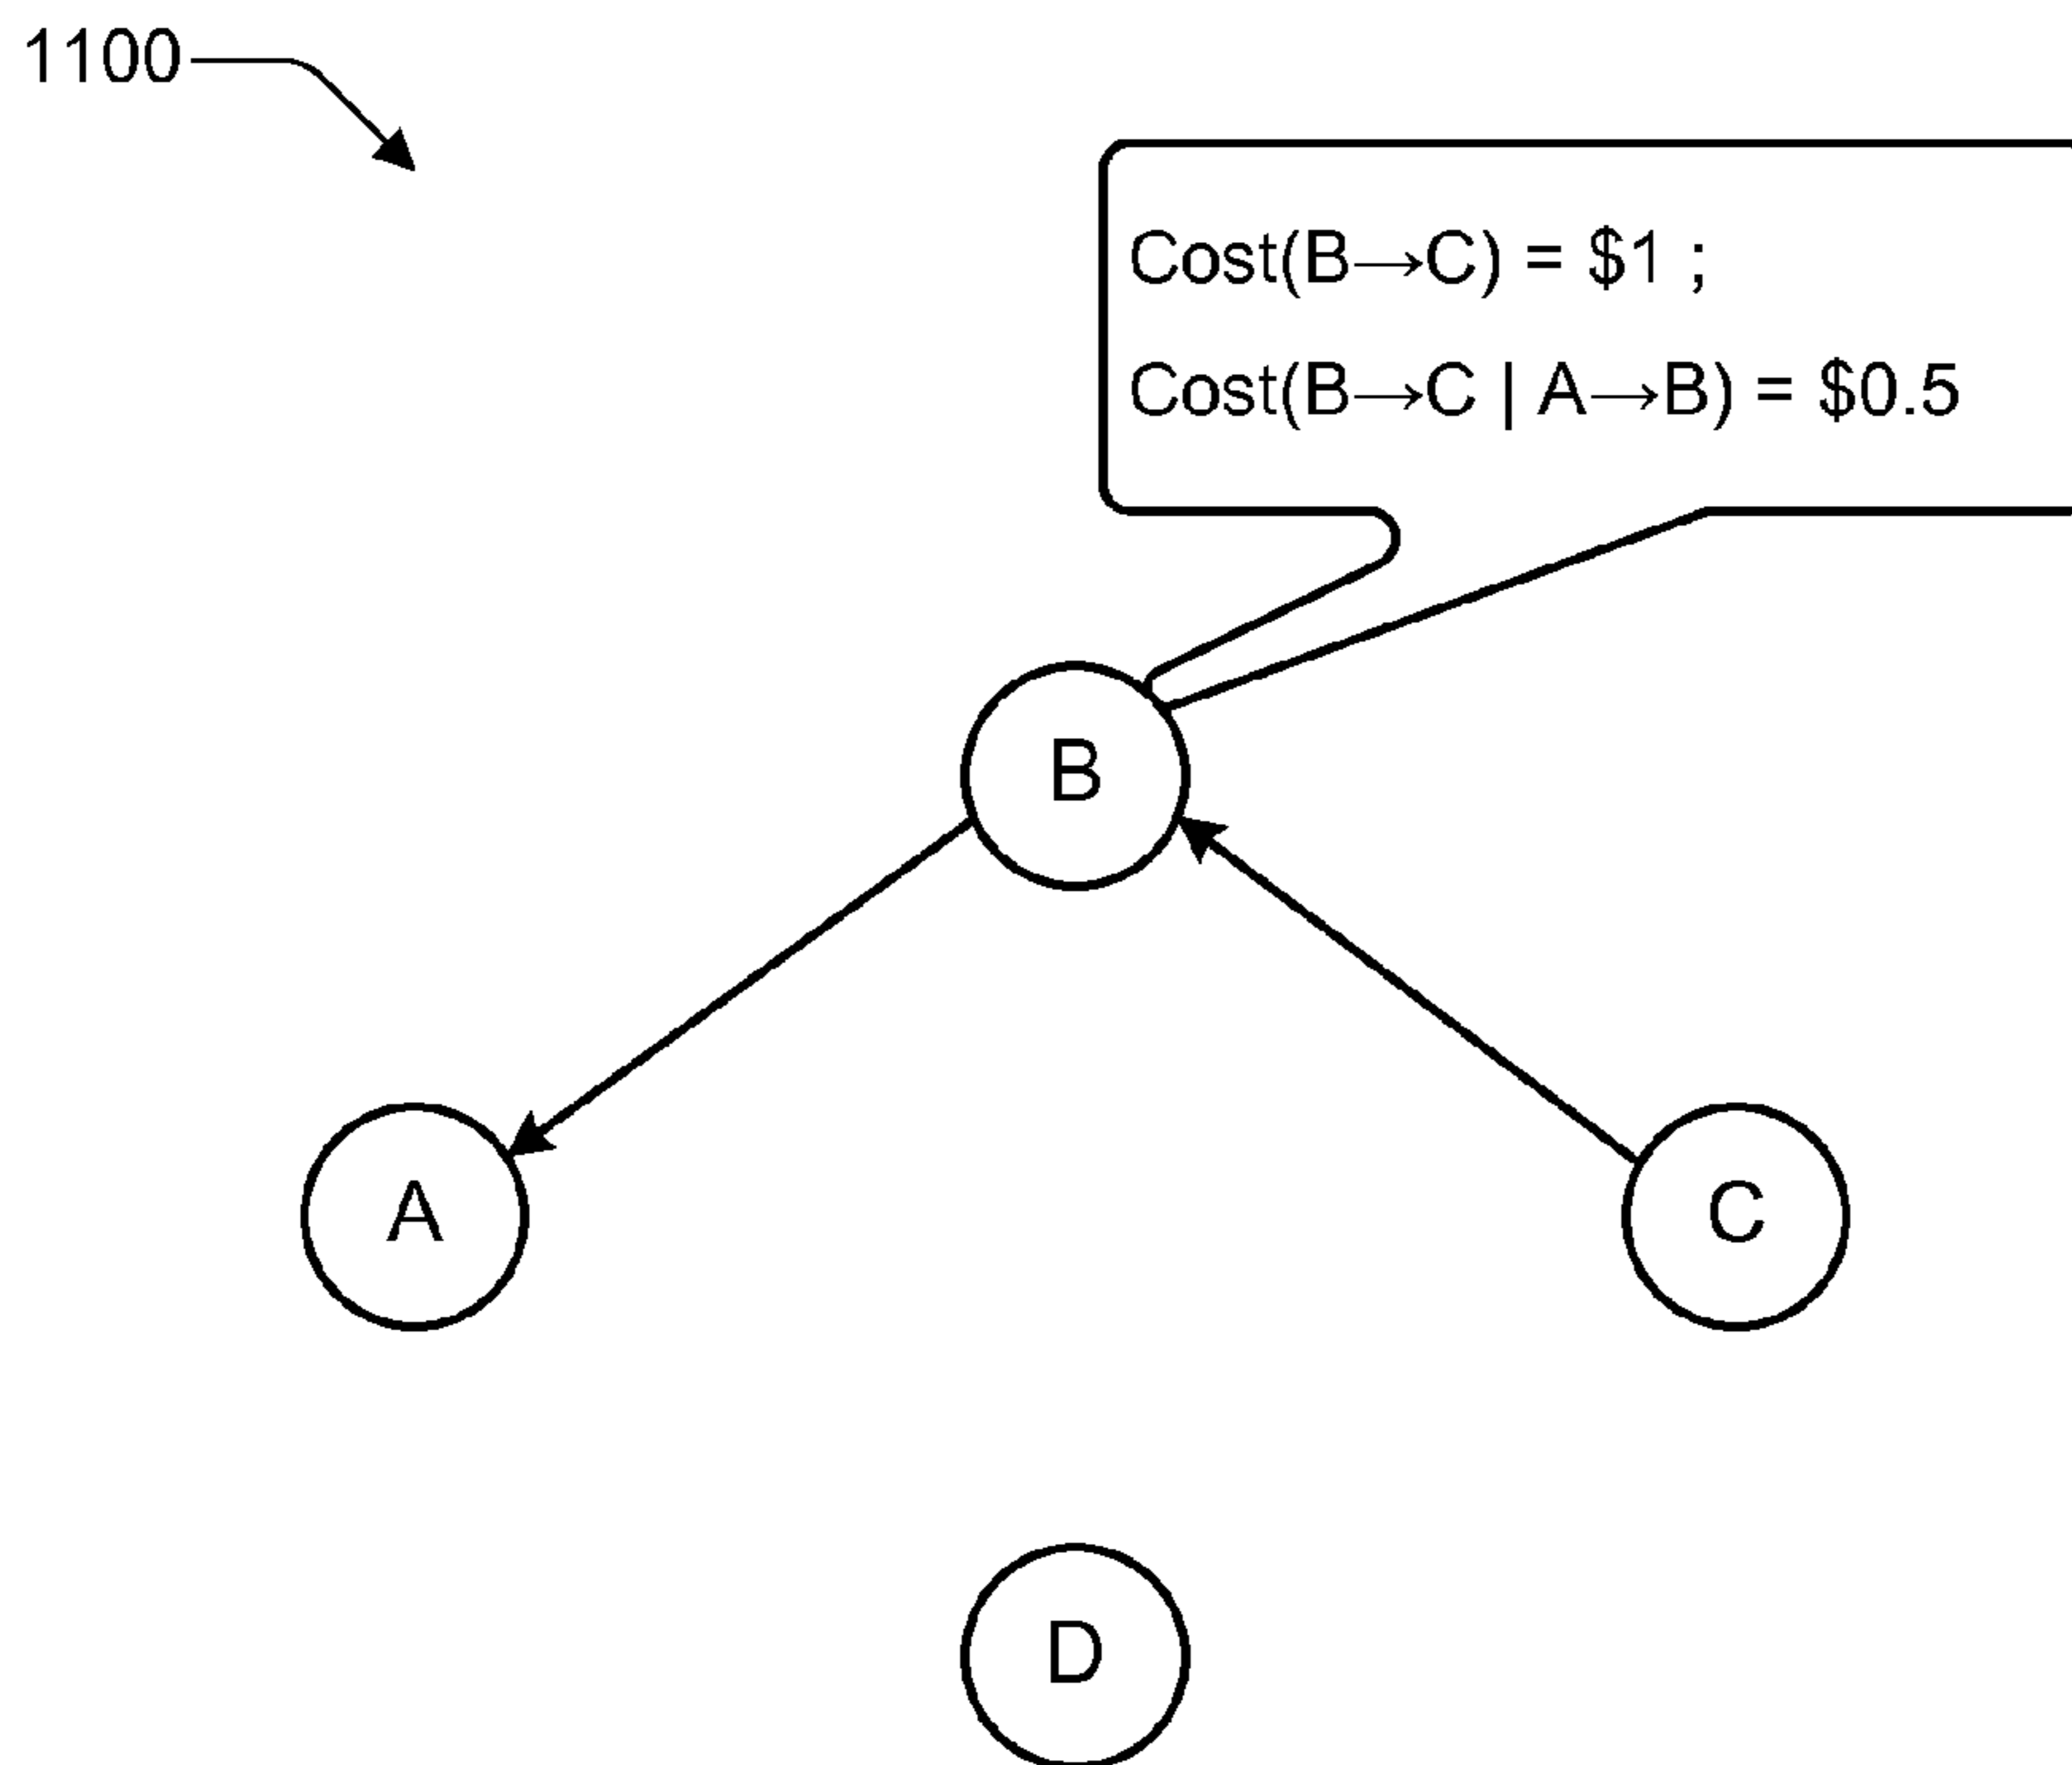 1100
Cost(B→C) = $1 ;
Cost(B→C | A→B) = $0.5
B
A
C
D